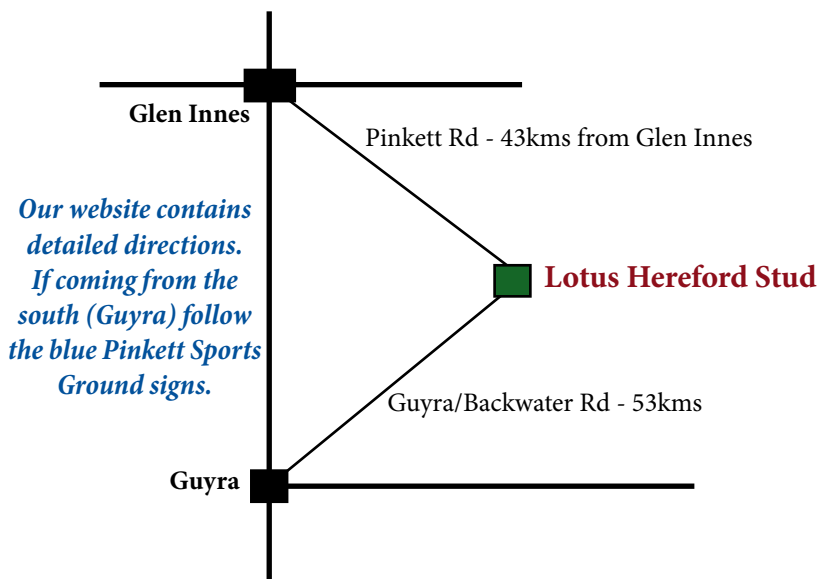 Glen Innes
Pinkett Rd - 43kms from Glen Innes
Our website contains
detailed directions.
If coming from the
south (Guyra) follow
the blue Pinkett Sports
Ground signs.
Lotus Hereford Stud
Guyra/Backwater Rd - 53kms
Guyra